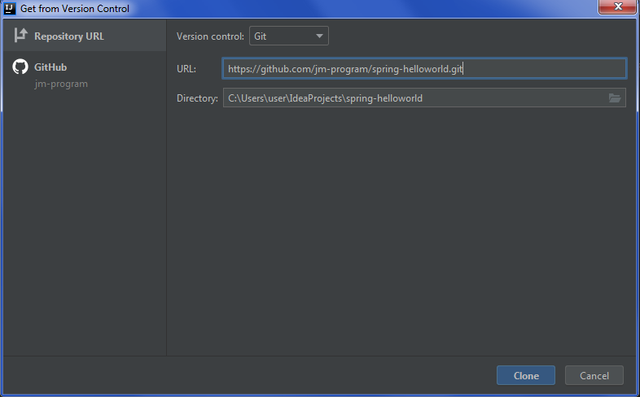 Get from Version Control
Repository URL
GitHub
jm-program
Version control: Git
URL: https://github.com/jm-program/spring-helloworld.git
Directory: C:\Users\user\IdeaProjects\spring-helloworld
Clone Cancel